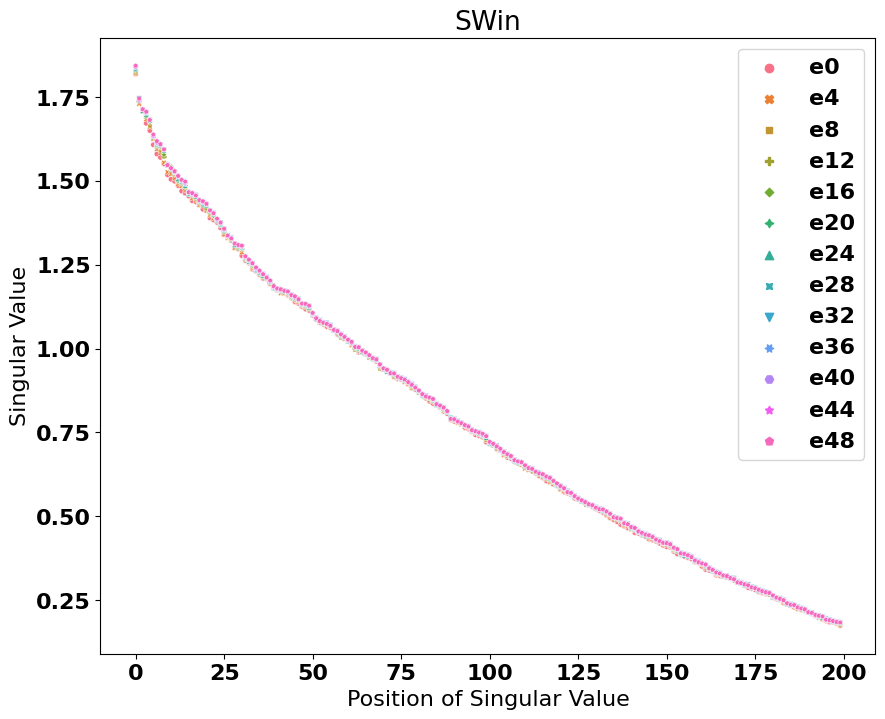 SWin
Singular Value
1.75
1.50
1.25
1.00
0.75
0.50
0.25
0 25 50 75 100 125 150 175 200
Position of Singular Value
e0
e4
e8
e12
e16
e20
e24
e28
e32
e36
e40
e44
e48